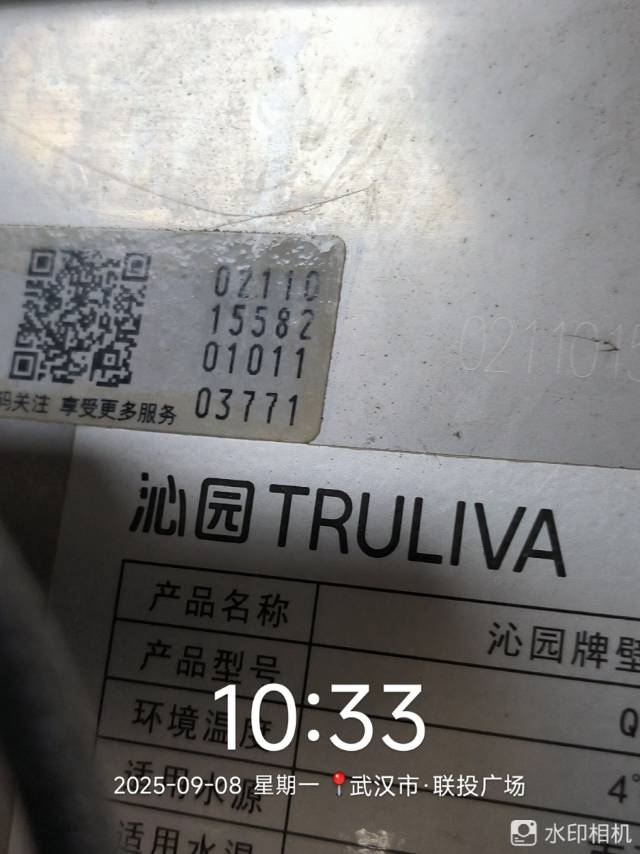 02110
15582
01011
03771
码关注 享受更多服务
0211015
沁园 TRULIVA
产品名称
沁园牌壁
产品型号
Q
环境温度
4°
适用水源
适用水温
10:33
2025-09-08 星期一 武汉市·联投广场
水印相机